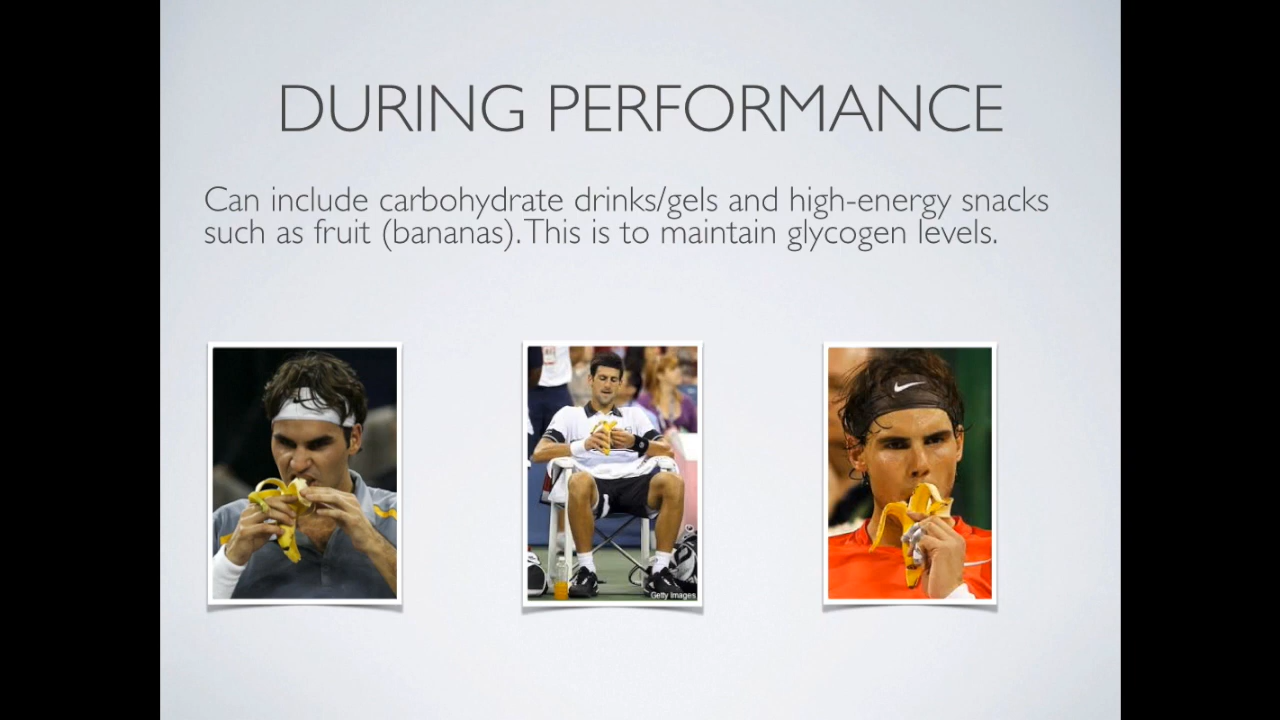 DURING PERFORMANCE
Can include carbohydrate drinks/gels and high-energy snacks
such as fruit (bananas). This is to maintain glycogen levels.
Getty Images